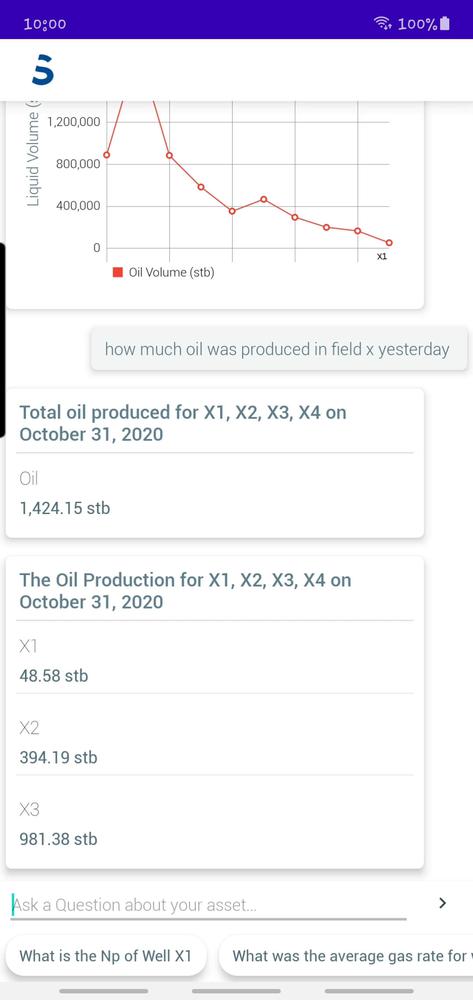 10:00
100%
S
Liquid Volume (s
1,200,000
800,000
400,000
0
X1
Oil Volume (stb)
how much oil was produced in field x yesterday
Total oil produced for X1, X2, X3, X4 on
October 31, 2020
Oil
1,424.15 stb
The Oil Production for X1, X2, X3, X4 on
October 31, 2020
X1
48.58 stb
X2
394.19 stb
X3
981.38 stb
Ask a Question about your asset...
What is the Np of Well X1
What was the average gas rate for